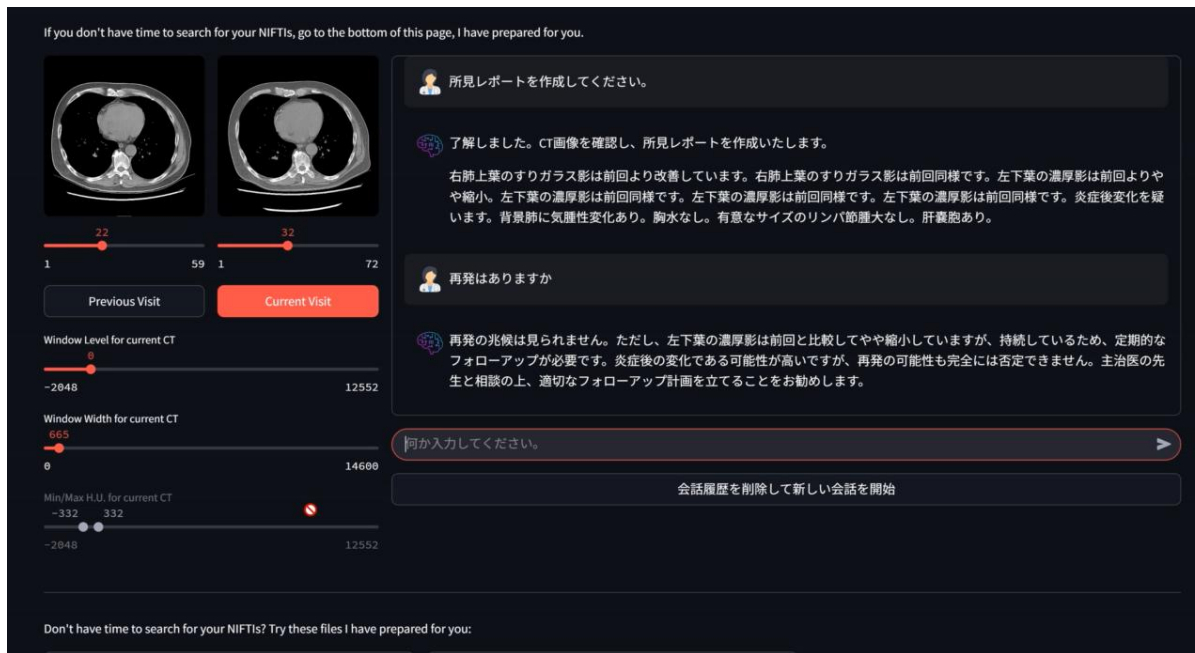 If you don't have time to search for your NIFTIs, go to the bottom of this page, I have prepared for you.
所見レポートを作成してください。
了解しました。CT画像を確認し、所見レポートを作成いたします。
右肺上葉のすりガラス影は前回より改善しています。右肺上葉のすりガラス影は前回同様です。左下葉の濃厚影は前回よりや
や縮小。左下葉の濃厚影は前回同様です。左下葉の濃厚影は前回同様です。左下葉の濃厚影は前回同様です。炎症後変化を疑
います。背景肺に気腫性変化あり。胸水なし。有意なサイズのリンパ節腫大なし。肝嚢胞あり。
22
32
1
59
1
72
Previous Visit
Current Visit
再発はありますか
Window Level for current CT
0
-2048
12552
再発の兆候は見られません。ただし、左下葉の濃厚影は前回と比較してやや縮小していますが、持続しているため、定期的な
フォローアップが必要です。炎症後の変化である可能性が高いですが、再発の可能性も完全には否定できません。主治医の先
生と相談の上、適切なフォローアップ計画を立てることをお勧めします。
Window Width for current CT
665
0
14600
何か入力してください。
会話履歴を削除して新しい会話を開始
Min/Max H.U. for current CT
-332
332
-2048
12552
Don't have time to search for your NIFTIs? Try these files I have prepared for you: